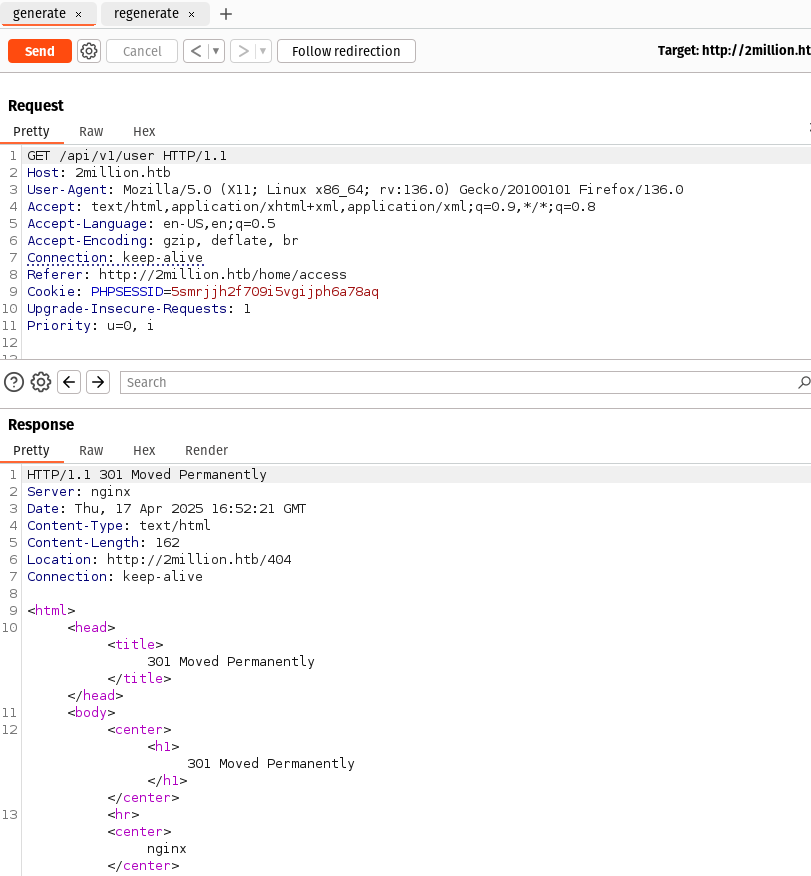 generate × regenerate × +
Send Cancel < ▼ > ▼ Follow redirection Target: http://2million.ht
Request
Pretty Raw Hex
1 GET /api/v1/user HTTP/1.1
2 Host: 2million.htb
3 User-Agent: Mozilla/5.0 (X11; Linux x86_64; rv:136.0) Gecko/20100101 Firefox/136.0
4 Accept: text/html,application/xhtml+xml,application/xml;q=0.9,*/*;q=0.8
5 Accept-Language: en-US,en;q=0.5
6 Accept-Encoding: gzip, deflate, br
7 Connection: keep-alive
8 Referer: http://2million.htb/home/access
9 Cookie: PHPSESSID=5smrjjh2f709i5vgijph6a78aq
10 Upgrade-Insecure-Requests: 1
11 Priority: u=0, i
12
13
Search
Response
Pretty Raw Hex Render
1 HTTP/1.1 301 Moved Permanently
2 Server: nginx
3 Date: Thu, 17 Apr 2025 16:52:21 GMT
4 Content-Type: text/html
5 Content-Length: 162
6 Location: http://2million.htb/404
7 Connection: keep-alive
8
9 <html>
10 <head>
<title>
301 Moved Permanently
</title>
</head>
11 <body>
12 <center>
<h1>
301 Moved Permanently
</h1>
</center>
13 <hr>
<center>
nginx
</center>